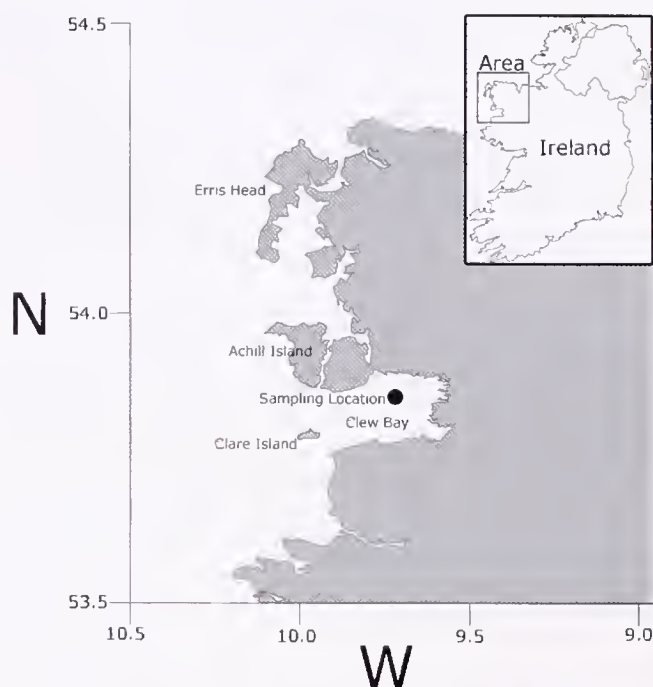 54.5
Area
Ireland
Erris Head
N
54.0
Achill Island
Sampling Location
Clew Bay
Clare Island
53.5
10.5
10.0
9.5
9.0
W